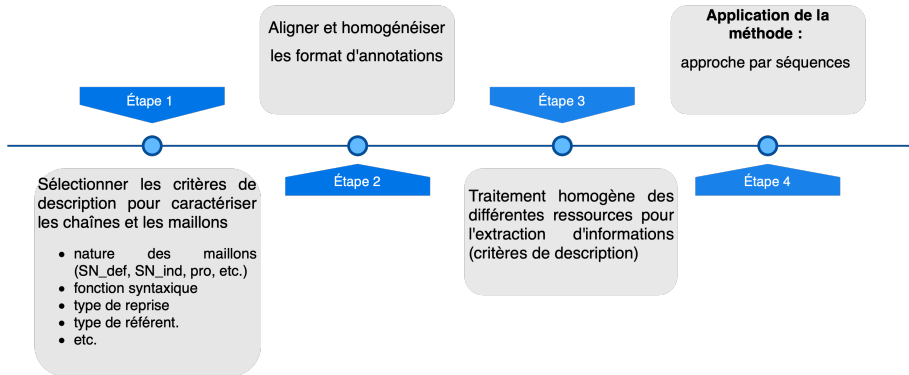 Étape 1
Sélectionner les critères de
description pour caractériser
les chaînes et les maillons
• nature des maillons
(SN_def, SN_ind, pro, etc.)
• fonction syntaxique
• type de reprise
• type de référent.
• etc.
Aligner et homogénéiser
les format d'annotations
Étape 2
Étape 3
Traitement homogène des
différentes ressources pour
l'extraction d'informations
(critères de description)
Application de la
méthode :
approche par séquences
Étape 4